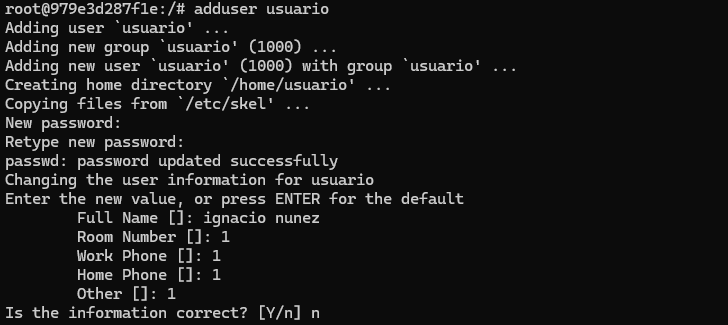 root@979e3d287f1e:/# adduser usuario
Adding user `usuario' ...
Adding new group `usuario' (1000) ...
Adding new user `usuario' (1000) with group `usuario' ...
Creating home directory `/home/usuario' ...
Copying files from `/etc/skel' ...
New password:
Retype new password:
passwd: password updated successfully
Changing the user information for usuario
Enter the new value, or press ENTER for the default
        Full Name []: ignacio nunez
        Room Number []: 1
        Work Phone []: 1
        Home Phone []: 1
        Other []: 1
Is the information correct? [Y/n] n